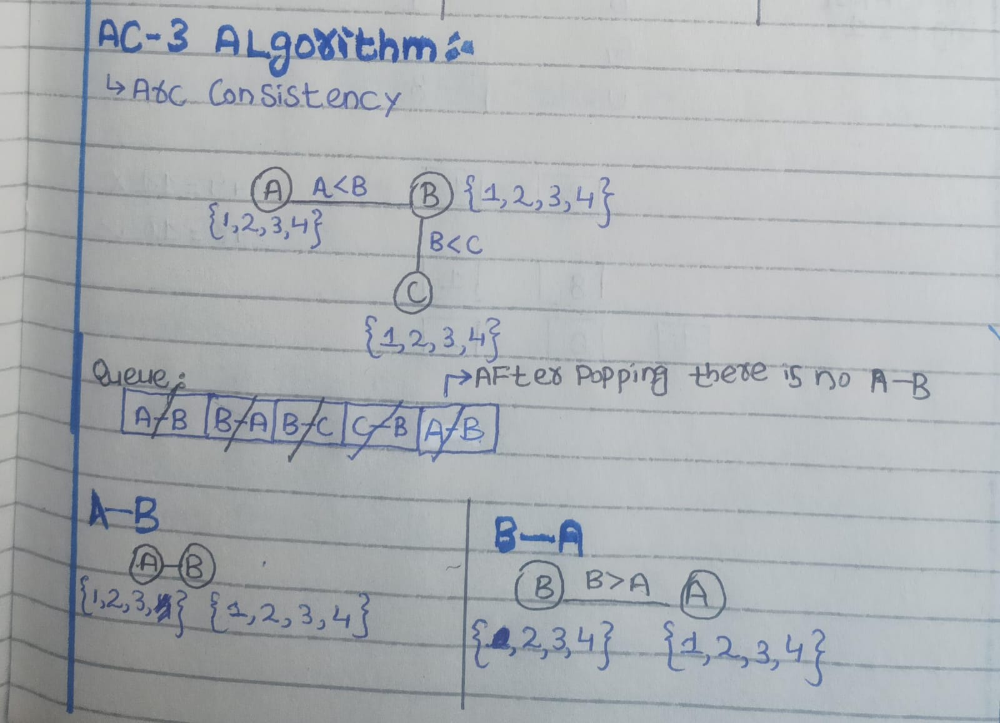 AC-3 ALgorithm :-
↳ Arc Consistency
A A<B B {1,2,3,4}
{1,2,3,4}
B<C
C
{1,2,3,4}
Queue:
↱→AFter Popping there is no A-B
A-B B-A B-C C-B A-B
A-B
A-B
{1,2,3,4} {1,2,3,4}
B-A
B B>A A
{1,2,3,4} {1,2,3,4}